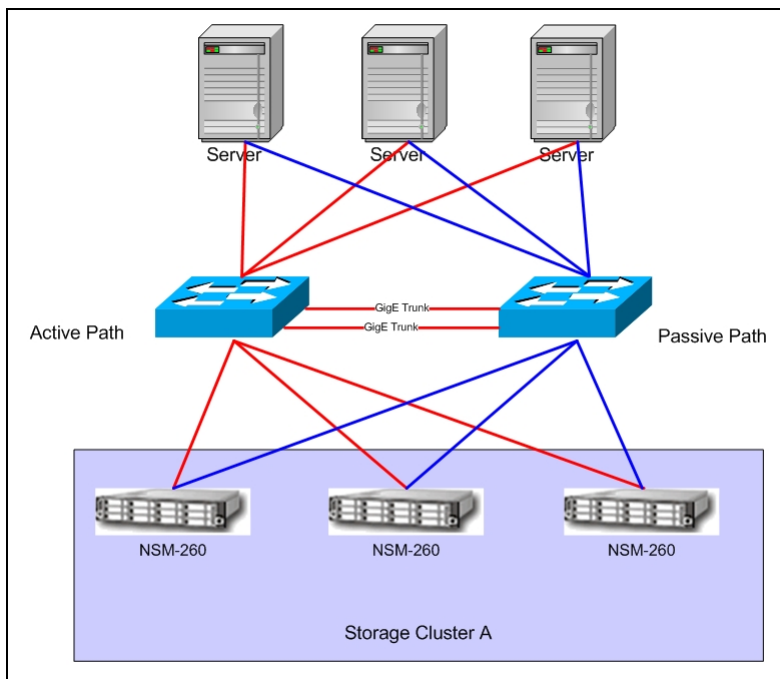 Server
Server
Server
GigE Trunk
GigE Trunk
Active Path
Passive Path
NSM-260
NSM-260
NSM-260
Storage Cluster A